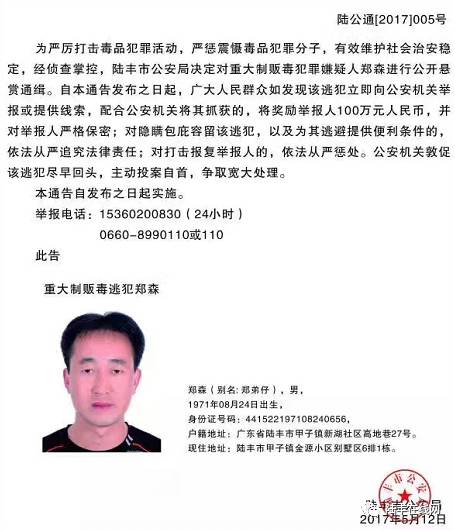 陆公通[2017]005号
为严厉打击毒品犯罪活动，严惩震慑毒品犯罪分子，有效维护社会治安稳
定，经侦查掌控，陆丰市公安局决定对重大制贩毒犯罪嫌疑人郑森进行公开悬
赏通缉。自本通告发布之日起，广大人民群众如发现该逃犯立即向公安机关举
报或提供线索，配合公安机关将其抓获的，将奖励举报人100万元人民币，并
对举报人严格保密；对隐瞒包庇容留该逃犯，以及为其逃避提供便利条件的，
依法从严追究法律责任；对打击报复举报人的，依法从严惩处。公安机关敦促
该逃犯尽早回头，主动投案自首，争取宽大处理。
本通告自发布之日起实施。
举报电话：15360200830（24小时）
0660-8990110或110
此告
重大制贩毒逃犯郑森
郑森（别名: 郑弟仔），男，
1971年08月24日出生，
身份证号码：441522197108240656，
户籍地址：广东省陆丰市甲子镇新湖社区高地巷27号。
现住地址：陆丰市甲子镇金源小区别墅区6排1栋。
陆丰市公安局
2017年5月12日